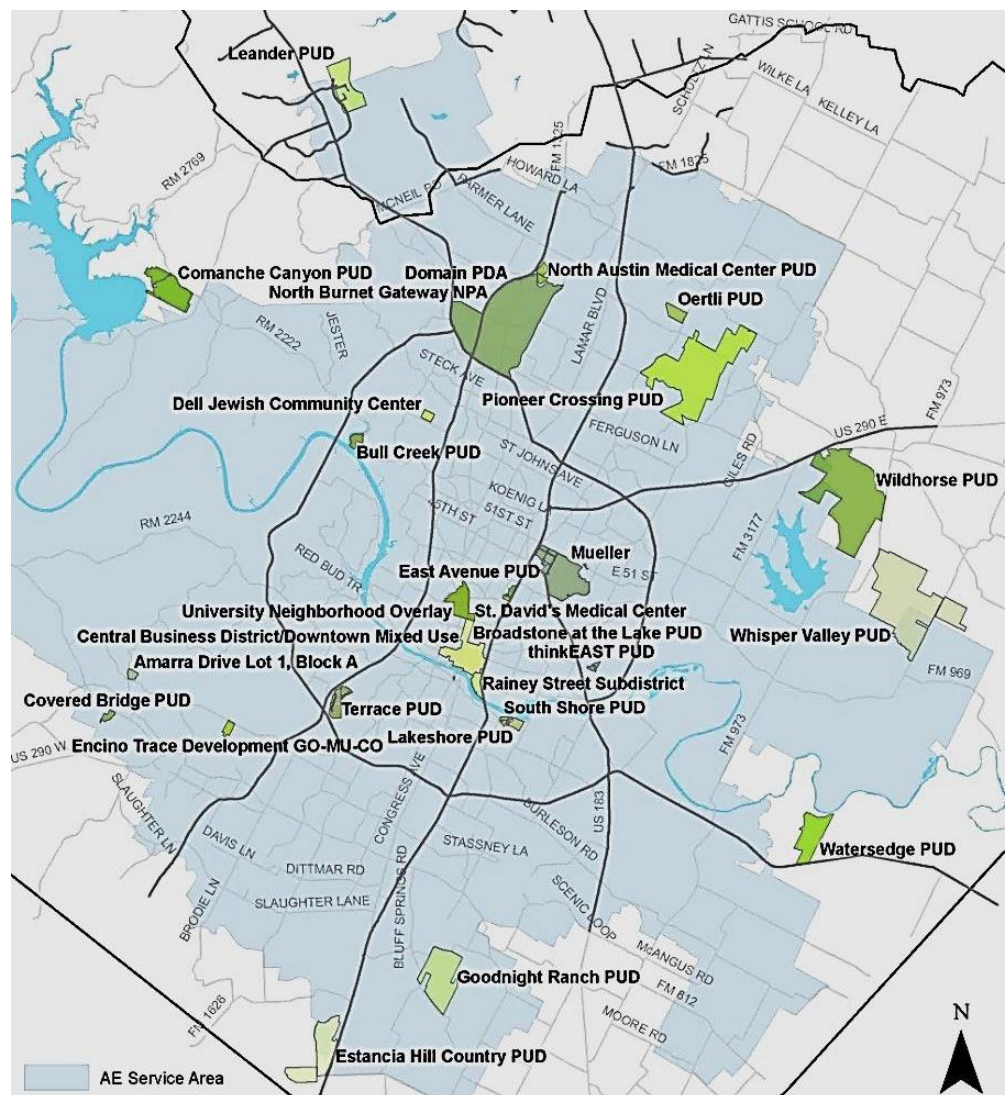 GATTIS SCHOOL RD
Leander PUD
SCHULTZ LN
WILKE LA
KELLEY LA
FM 1325
RM 2769
HOWARD LA
FM 1825
MCNEIL RD
PARMER LANE
Comanche Canyon PUD
Domain PDA
North Austin Medical Center PUD
North Burnet Gateway NPA
Oertli PUD
RM 2222
JESTER
LAMAR BLVD
STECK AVE
FM 973
Dell Jewish Community Center
Pioneer Crossing PUD
US 290 E
FERGUSON LN
Bull Creek PUD
ST JOHNS AVE
GILES RD
Wildhorse PUD
KOENIG L
45TH ST
51ST ST
RM 2244
FM 3177
RED BUD TR
Mueller
East Avenue PUD
E 51 ST
University Neighborhood Overlay
St. David's Medical Center
Central Business District/Downtown Mixed Use
Broadstone at the Lake PUD
Whisper Valley PUD
thinkEAST PUD
Amarra Drive Lot 1, Block A
FM 969
Rainey Street Subdistrict
Covered Bridge PUD
Terrace PUD
South Shore PUD
Lakeshore PUD
FM 973
Encino Trace Development GO-MU-CO
US 290 W
SLAUGHTER LN
CONGRESS AVE
US 183
BURLESON RD
DAVIS LN
STASSNEY LA
Watersedge PUD
DITTMAR RD
SLAUGHTER LANE
BRODIE LN
BLUFF SPRINGS RD
SCENIC LOOP
McANGUS RD
Goodnight Ranch PUD
FM 812
MOORE RD
FM 1626
N
Estancia Hill Country PUD
AE Service Area